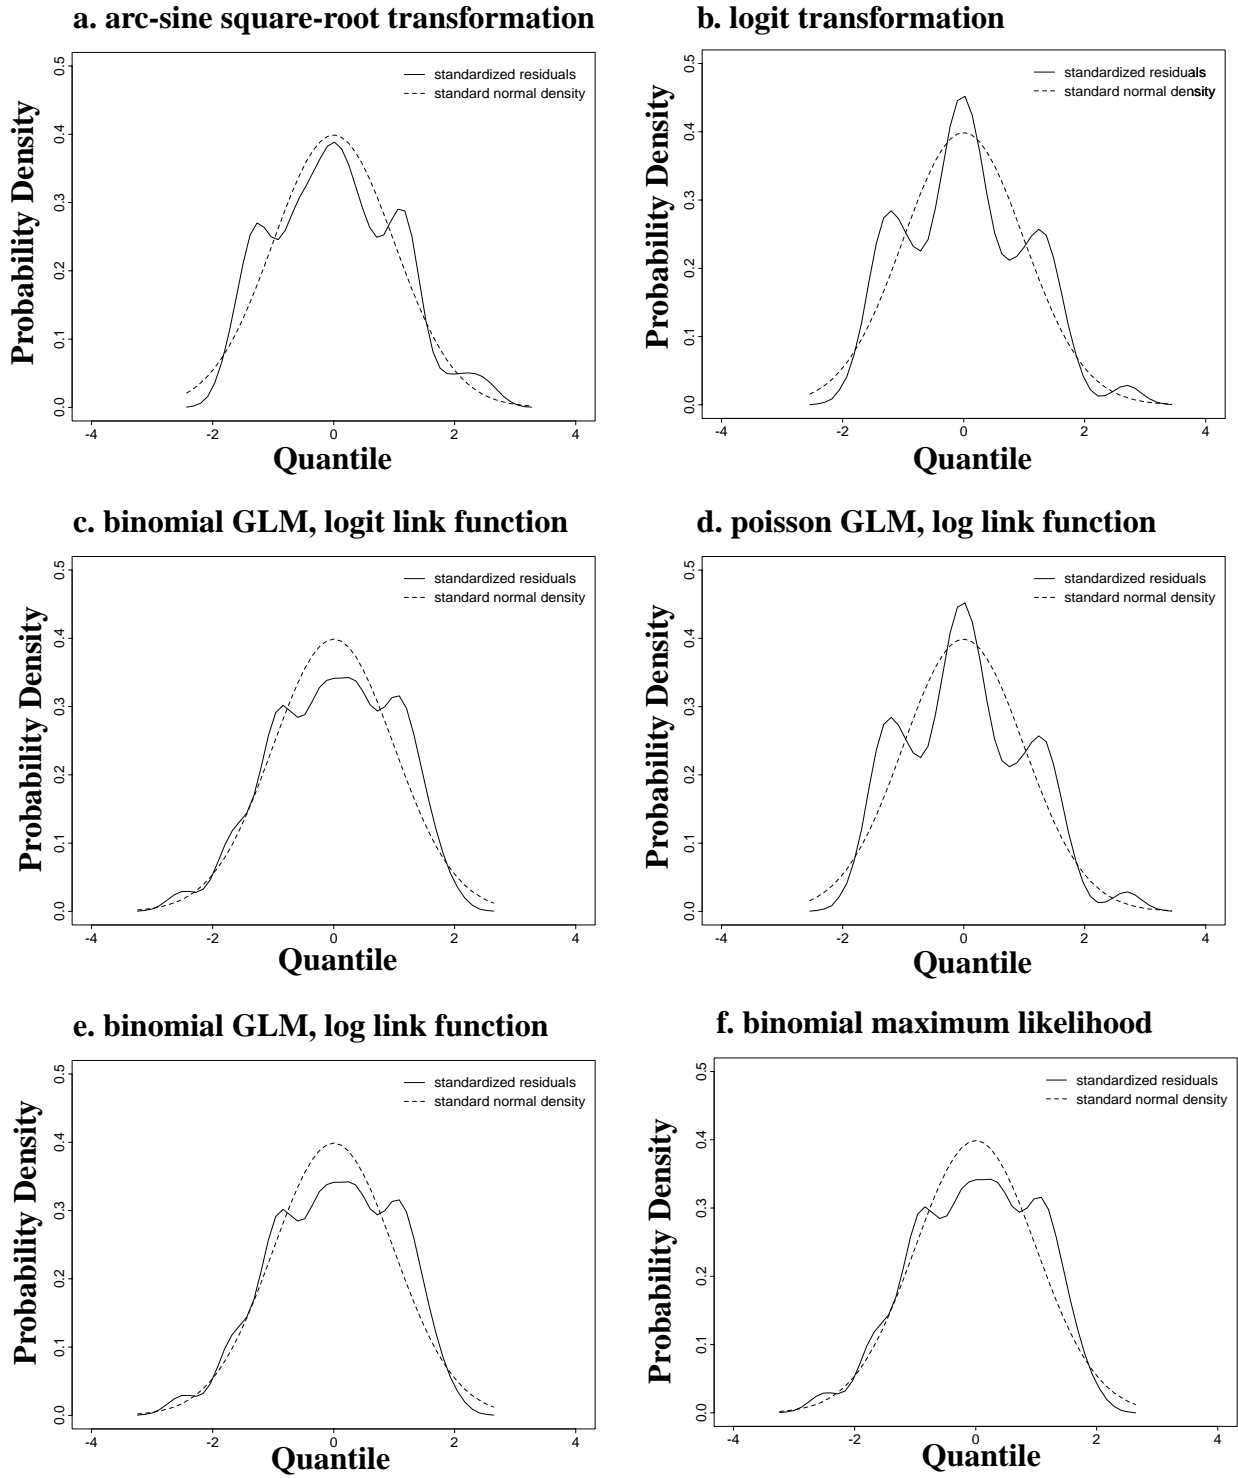 a. arc-sine square-root transformation
Probability Density
0.5
0.4
0.3
0.2
0.1
0.0
standardized residuals
standard normal density
-4 -2 0 2 4
Quantile
b. logit transformation
Probability Density
0.5
0.4
0.3
0.2
0.1
0.0
standardized residuals
standard normal density
-4 -2 0 2 4
Quantile
c. binomial GLM, logit link function
Probability Density
0.5
0.4
0.3
0.2
0.1
0.0
standardized residuals
standard normal density
-4 -2 0 2 4
Quantile
d. poisson GLM, log link function
Probability Density
0.5
0.4
0.3
0.2
0.1
0.0
standardized residuals
standard normal density
-4 -2 0 2 4
Quantile
e. binomial GLM, log link function
Probability Density
0.5
0.4
0.3
0.2
0.1
0.0
standardized residuals
standard normal density
-4 -2 0 2 4
Quantile
f. binomial maximum likelihood
Probability Density
0.5
0.4
0.3
0.2
0.1
0.0
standardized residuals
standard normal density
-4 -2 0 2 4
Quantile